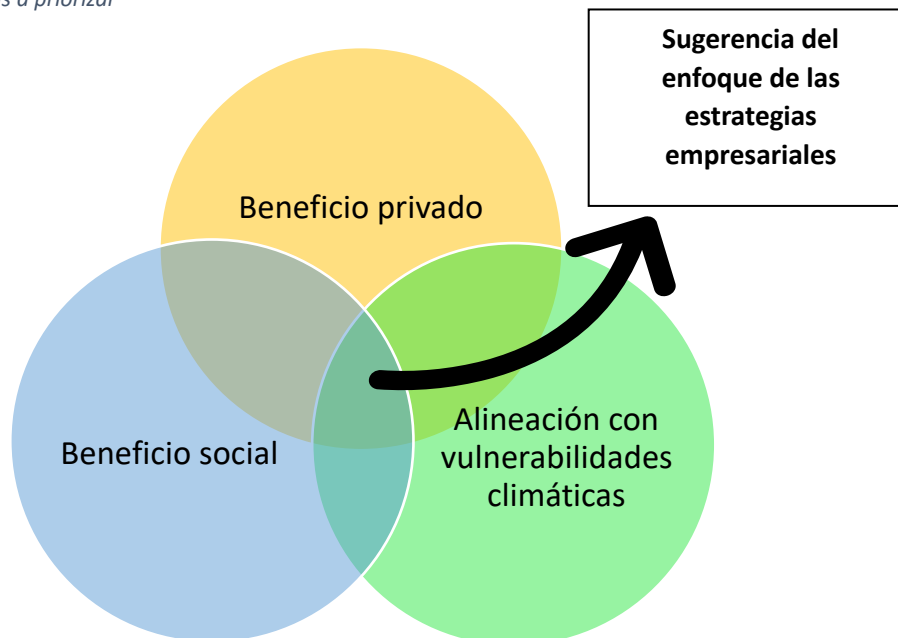 a priorizar
Sugerencia del
enfoque de las
estrategias
empresariales
Beneficio privado
Beneficio social
Alineación con
vulnerabilidades
climáticas